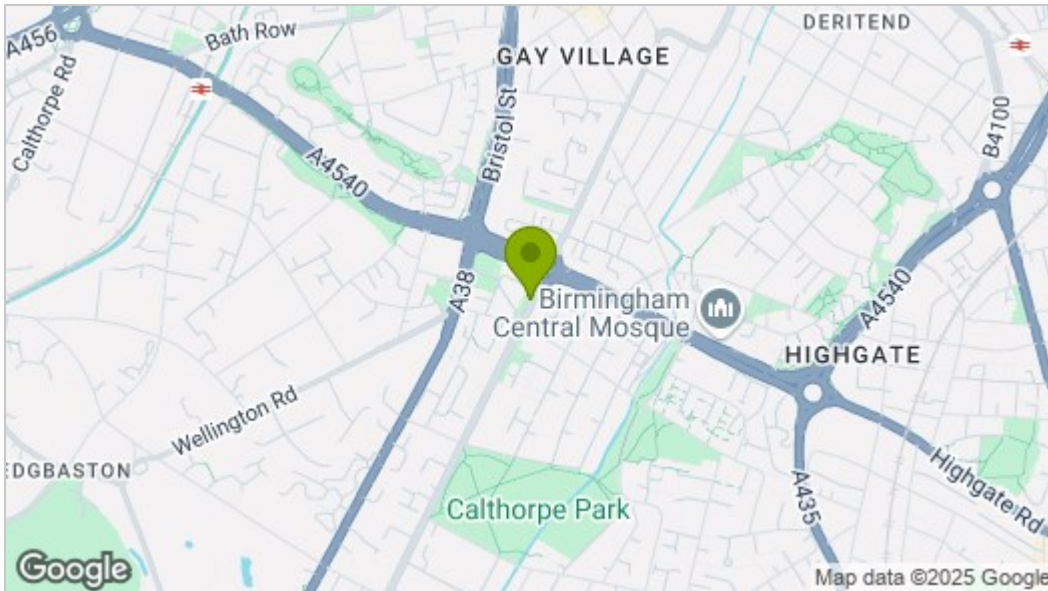 DERITEND
A456
Bath Row
GAY VILLAGE
Calthorpe Rd
Bristol St
B4100
A4540
A38
Birmingham
Central Mosque
A4540
HIGHGATE
Wellington Rd
EDGBASTON
Highgate Rd
A435
Calthorpe Park
Google
Map data ©2025 Google